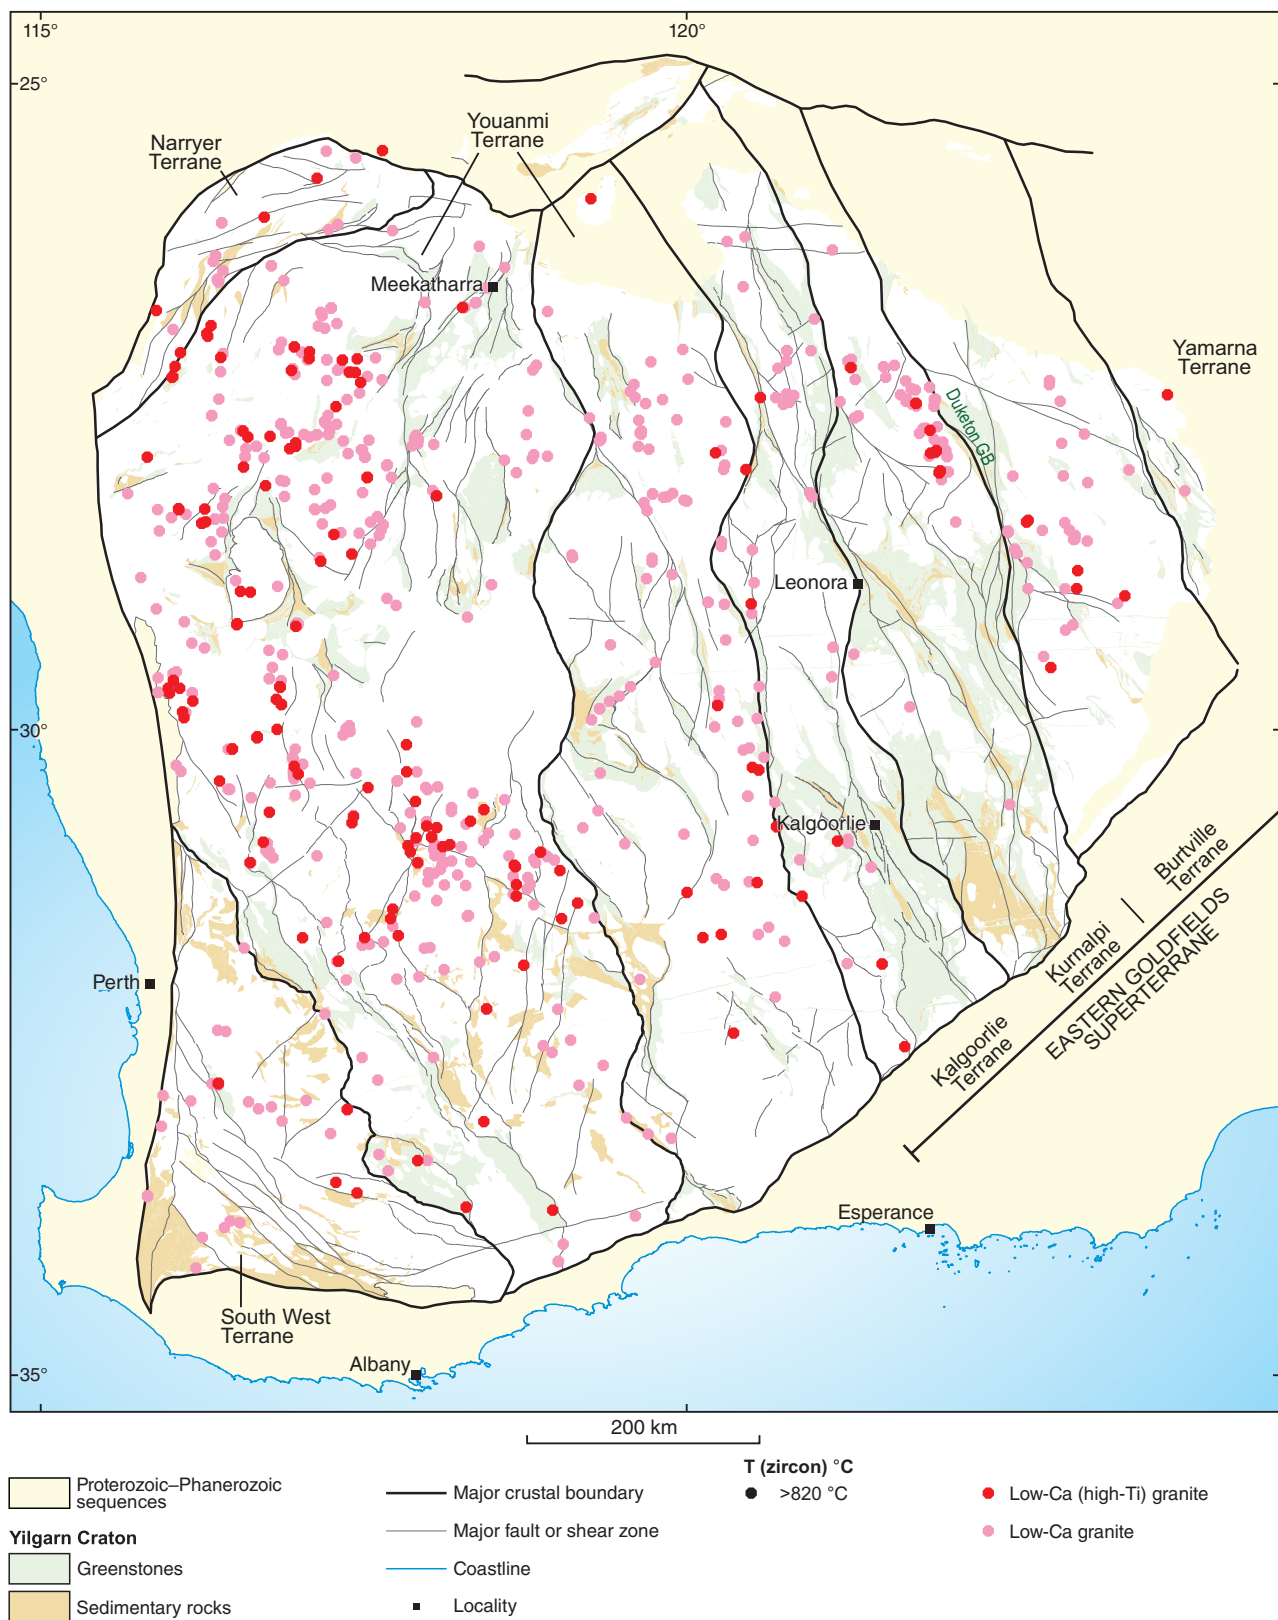 115°
120°
25°
Youanmi
Terrane
Narryer
Terrane
Meekatharra
Yamarna
Terrane
Duketon GB
Leonora
30°
Kalgoorlie
Burtville
Terrane
Kurnalpi
Terrane
EASTERN GOLDFIELDS
SUPERTERRANE
Kalgoorlie
Terrane
Perth
Esperance
South West
Terrane
Albany
35°
200 km
T (zircon) °C
>820 °C
Proterozoic–Phanerozoic
sequences
Yilgarn Craton
Greenstones
Sedimentary rocks
Major crustal boundary
Major fault or shear zone
Coastline
Locality
Low-Ca (high-Ti) granite
Low-Ca granite